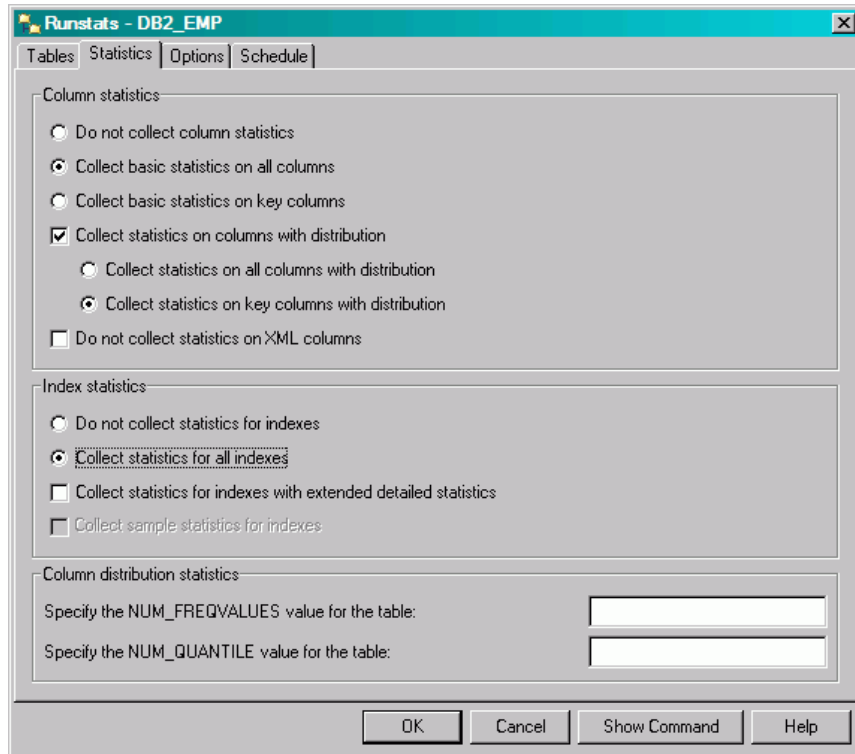 Runstats - DB2_EMP
Tables Statistics Options Schedule
Column statistics
Do not collect column statistics
Collect basic statistics on all columns
Collect basic statistics on key columns
Collect statistics on columns with distribution
Collect statistics on all columns with distribution
Collect statistics on key columns with distribution
Do not collect statistics on XML columns
Index statistics
Do not collect statistics for indexes
Collect statistics for all indexes
Collect statistics for indexes with extended detailed statistics
Collect sample statistics for indexes
Column distribution statistics
Specify the NUM_FREQVALUES value for the table:
Specify the NUM_QUANTILE value for the table:
OK Cancel Show Command Help